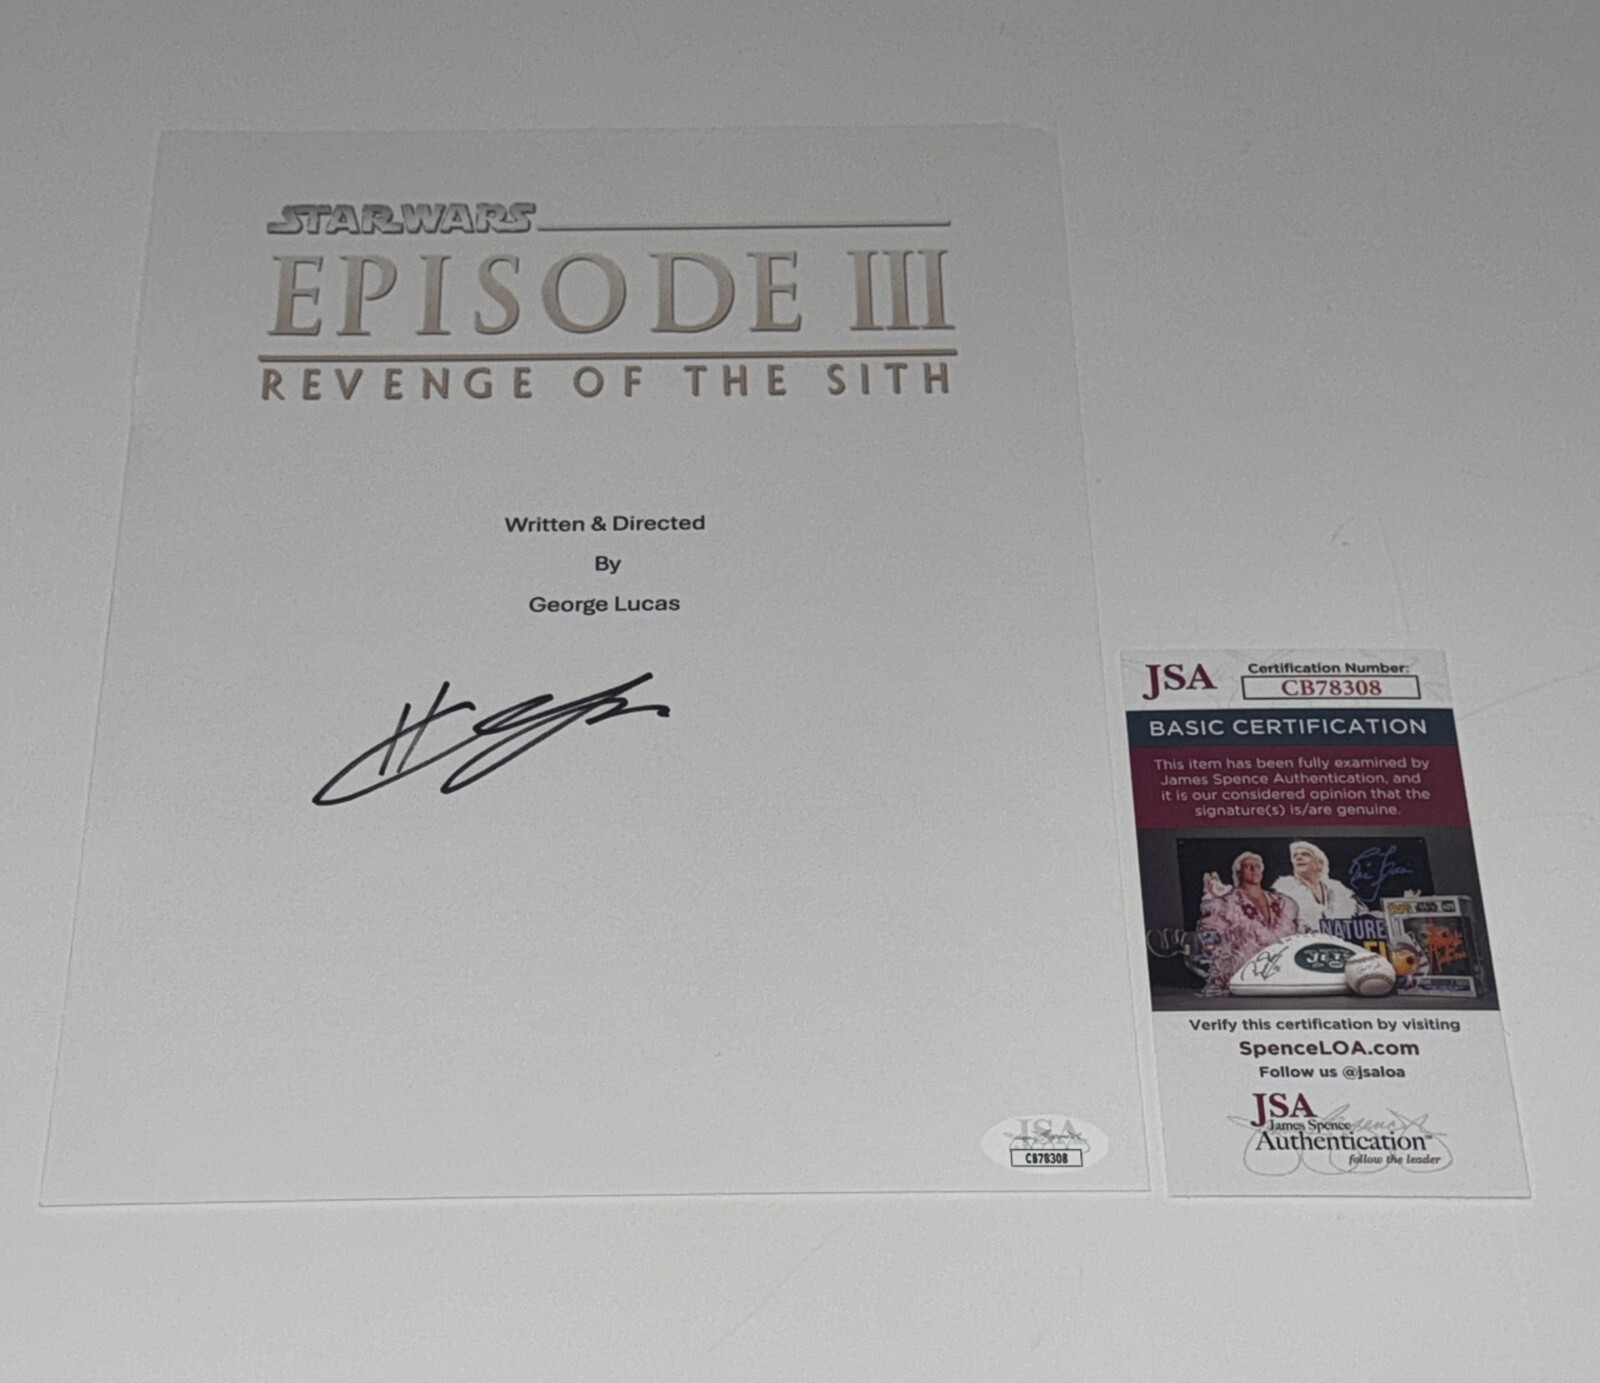 STAR WARS
EPISODE III
REVENGE OF THE SITH
Written & Directed
By
George Lucas
JSA
CB78308
JSA
Certification Number:
CB78308
BASIC CERTIFICATION
This item has been fully examined by
James Spence Authentication, and
it is our considered opinion that the
signature(s) is/are genuine.
NATURE
JETS
Verify this certification by visiting
SpenceLOA.com
Follow us @jsaloa
JSA
James Spence
Authentication
follow the leader